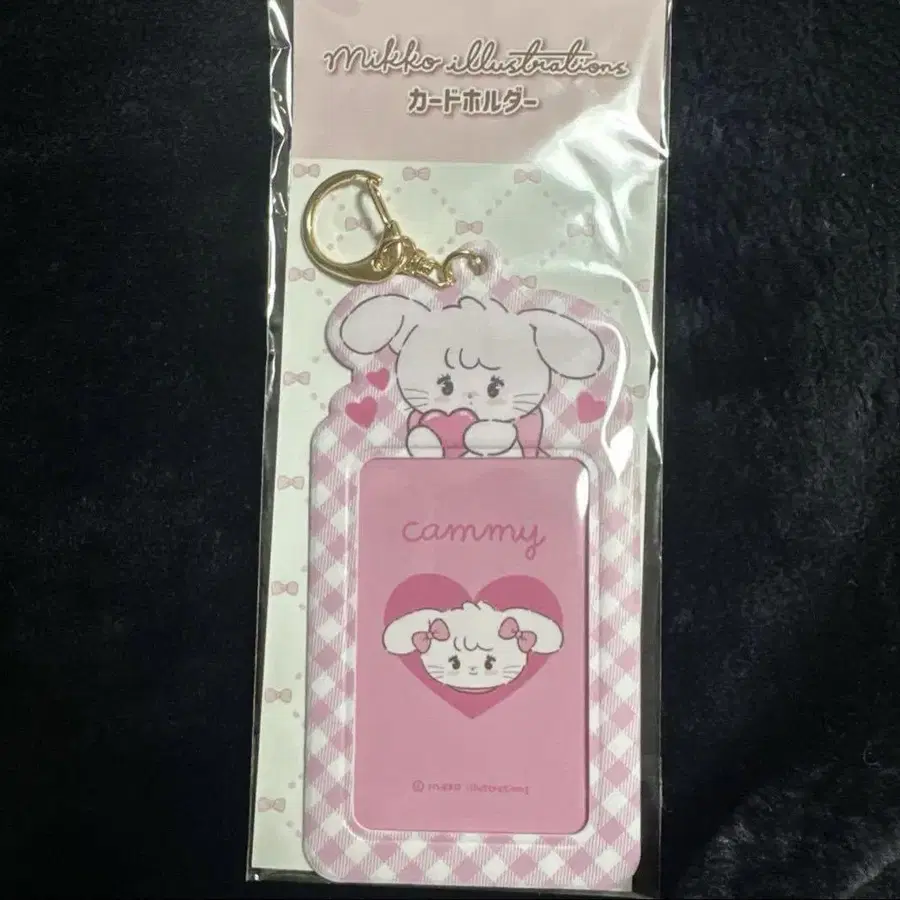 mikko illustrations
カードホルダー
cammy
© mikko illustrations